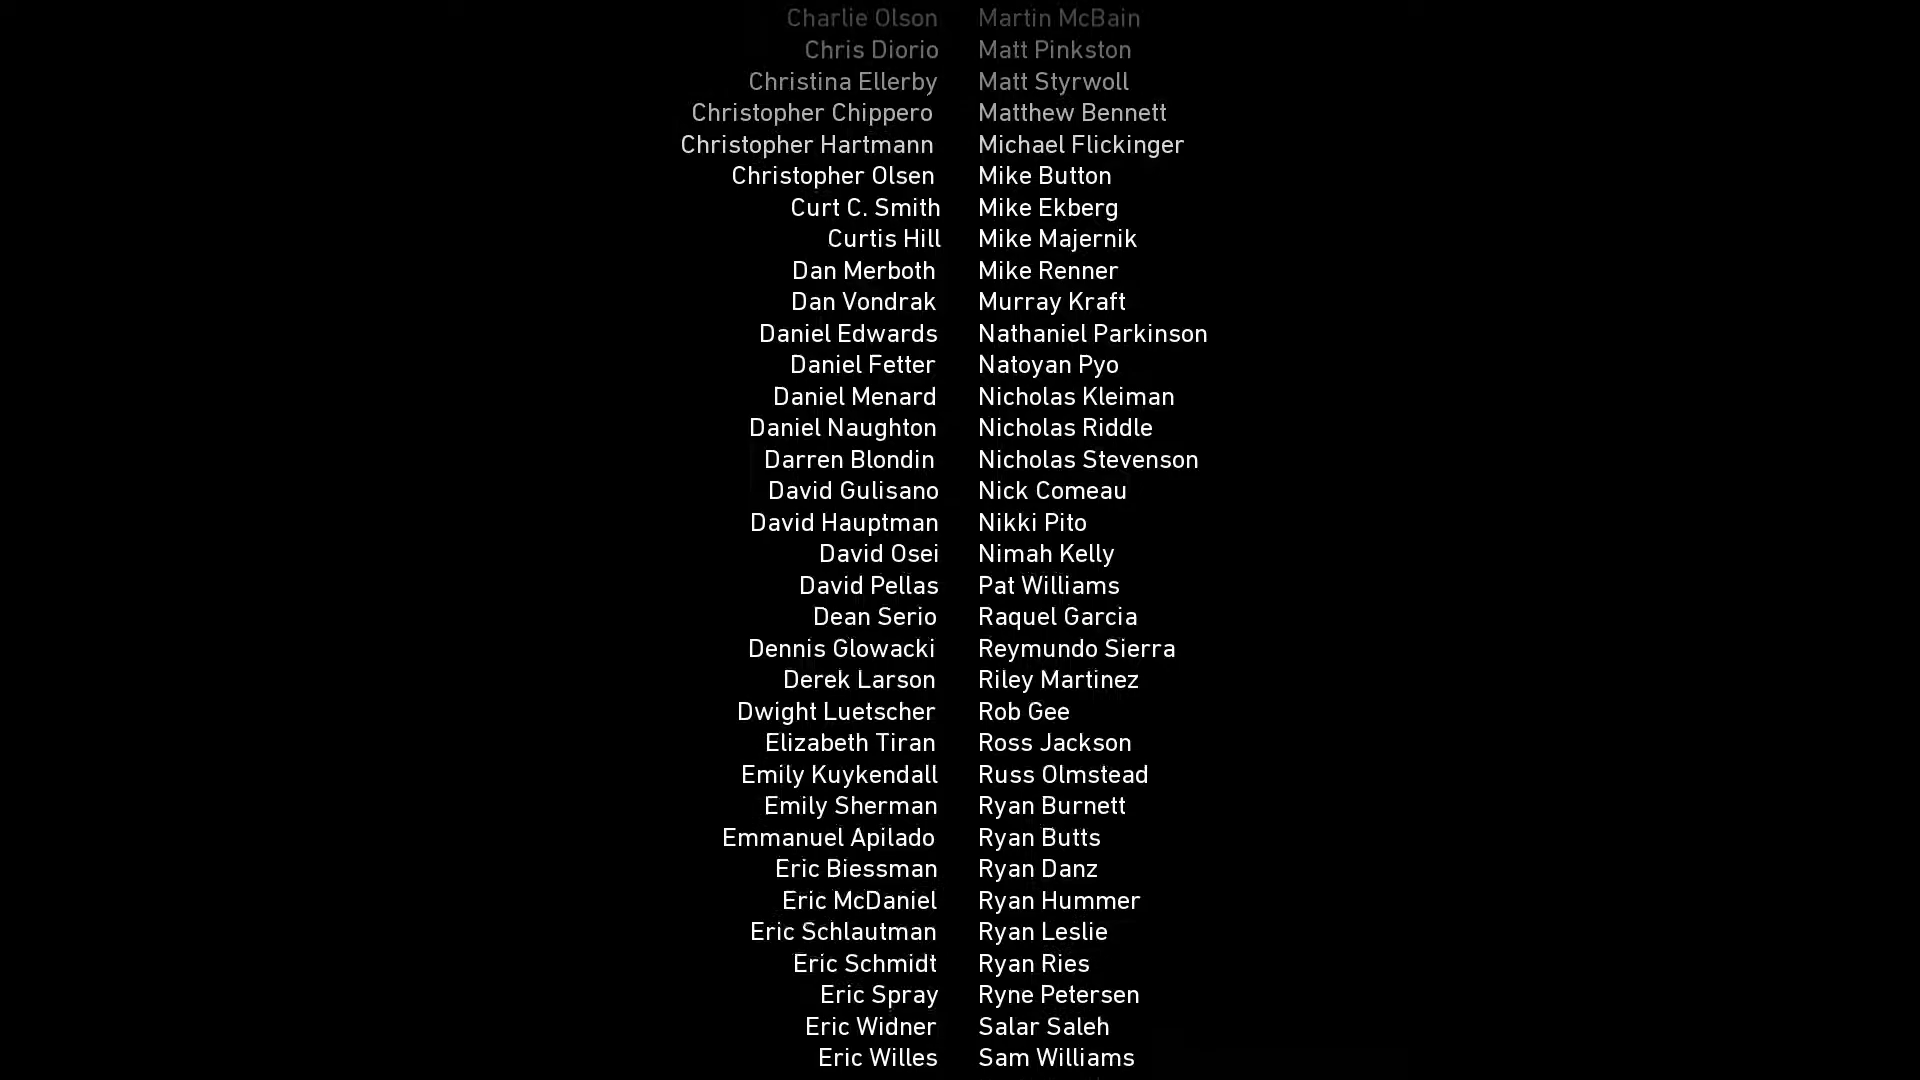 Charlie Olson Martin McBain
Chris Diorio Matt Pinkston
Christina Ellerby Matt Styrwoll
Christopher Chippero Matthew Bennett
Christopher Hartmann Michael Flickinger
Christopher Olsen Mike Button
Curt C. Smith Mike Ekberg
Curtis Hill Mike Majernik
Dan Merboth Mike Renner
Dan Vondrak Murray Kraft
Daniel Edwards Nathaniel Parkinson
Daniel Fetter Natoyan Pyo
Daniel Menard Nicholas Kleiman
Daniel Naughton Nicholas Riddle
Darren Blondin Nicholas Stevenson
David Gulisano Nick Comeau
David Hauptman Nikki Pito
David Osei Nimah Kelly
David Pellas Pat Williams
Dean Serio Raquel Garcia
Dennis Glowacki Reymundo Sierra
Derek Larson Riley Martinez
Dwight Luetscher Rob Gee
Elizabeth Tiran Ross Jackson
Emily Kuykendall Russ Olmstead
Emily Sherman Ryan Burnett
Emmanuel Apilado Ryan Butts
Eric Biessman Ryan Danz
Eric McDaniel Ryan Hummer
Eric Schlautman Ryan Leslie
Eric Schmidt Ryan Ries
Eric Spray Ryne Petersen
Eric Widner Salar Saleh
Eric Willes Sam Williams